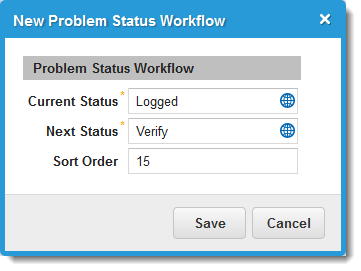 New Problem Status Workflow ×
Problem Status Workflow
Current Status * Logged
Next Status * Verify
Sort Order 15
Save Cancel